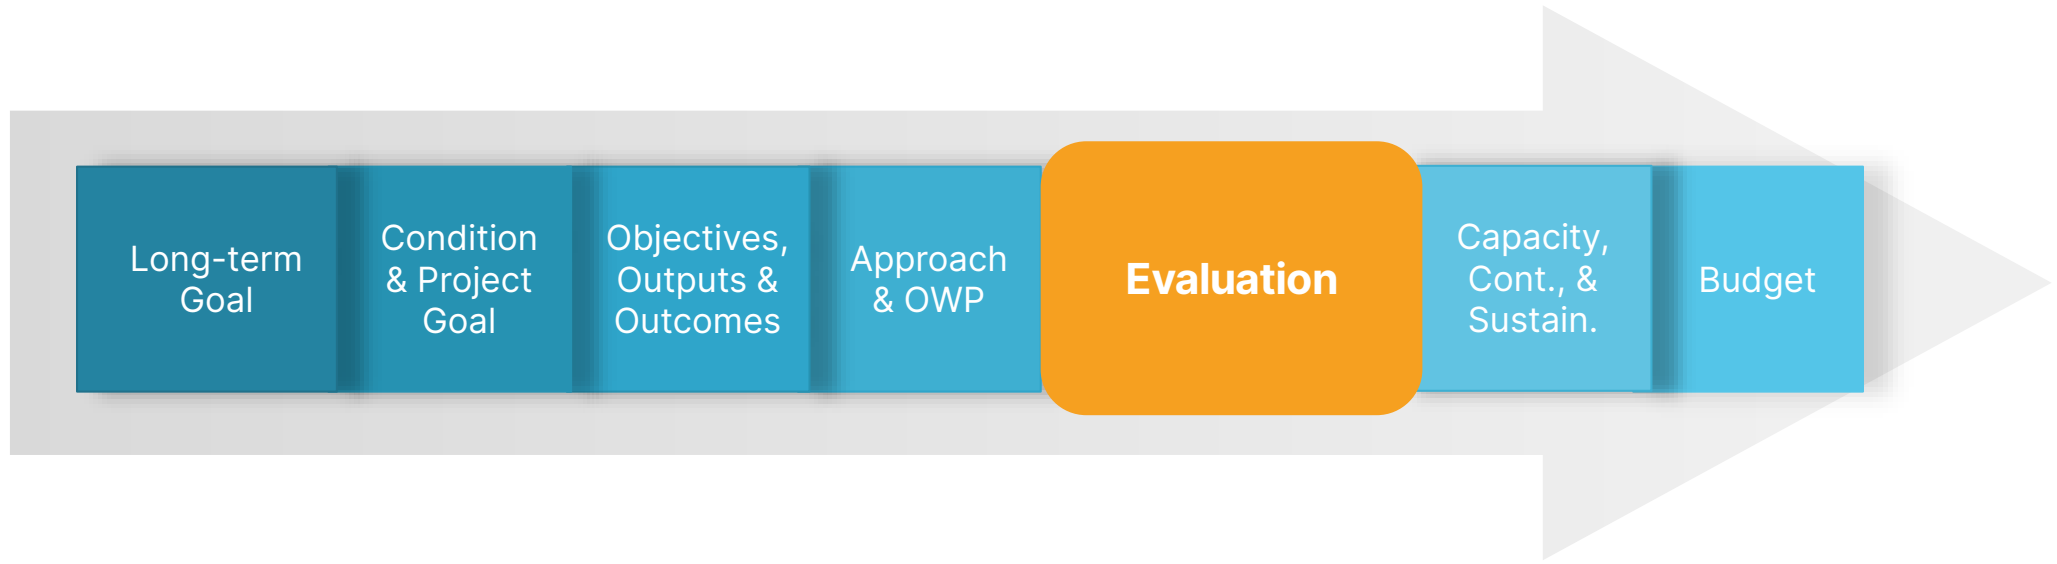 Long-term
Goal
Condition
& Project
Goal
Objectives,
Outputs &
Outcomes
Approach
& OWP
Evaluation
Capacity,
Cont., &
Sustain.
Budget